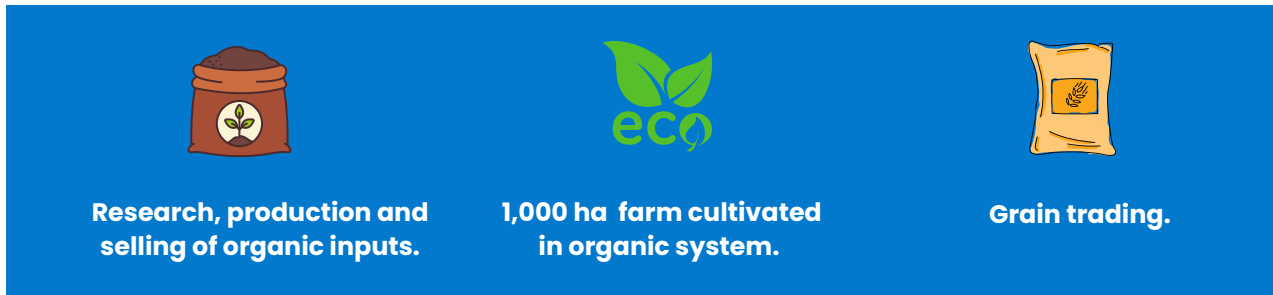 eco
Research, production and
selling of organic inputs.
1,000 ha  farm cultivated
in organic system.
Grain trading.